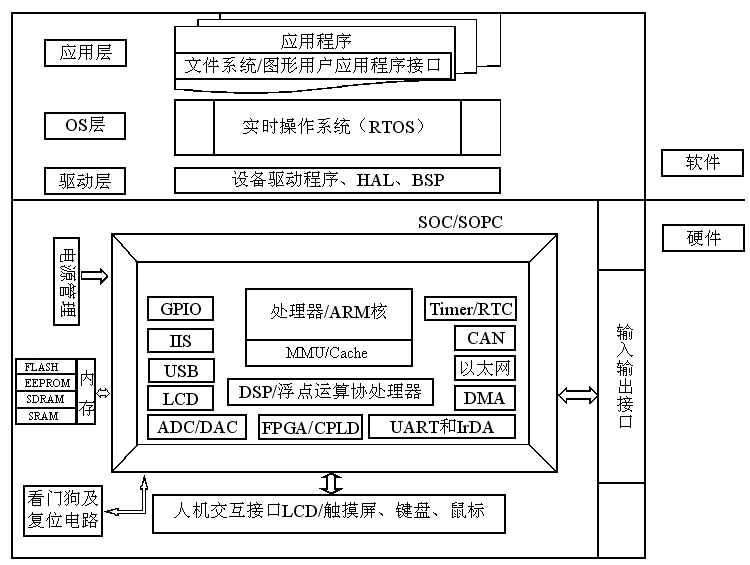 应用层
应用程序
文件系统/图形用户应用程序接口
OS层
实时操作系统（RTOS）
软件
驱动层
设备驱动程序、HAL、BSP
硬件
SOC/SOPC
电源管理
GPIO
处理器/ARM核
Timer/RTC
IIS
CAN
MMU/Cache
USB
以太网
LCD
DSP/浮点运算协处理器
DMA
ADC/DAC
FPGA/CPLD
UART和IrDA
FLASH
EEPROM
SDRAM
SRAM
内存
输入输出接口
看门狗及
复位电路
人机交互接口LCD/触摸屏、键盘、鼠标